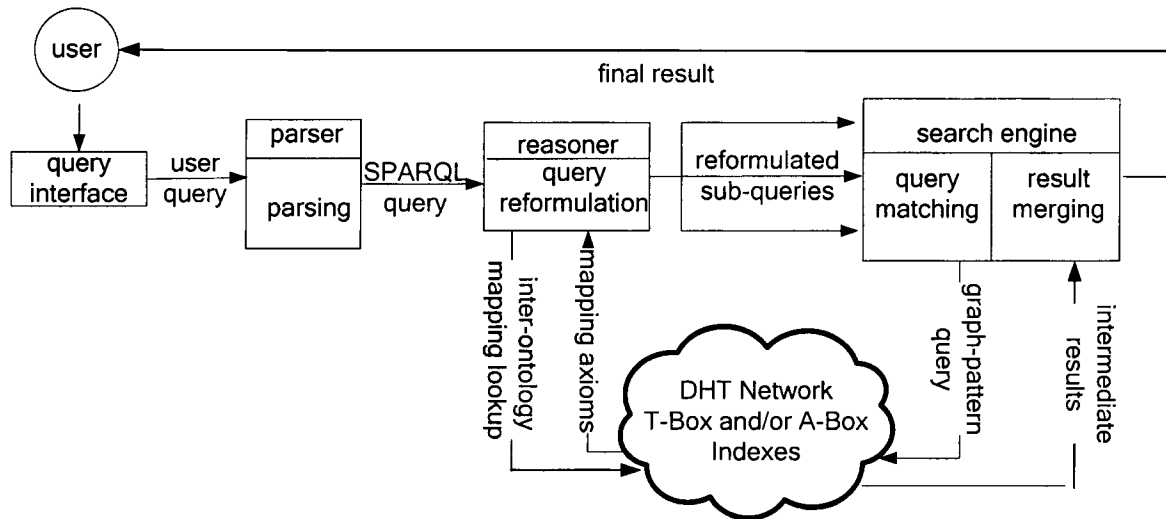 user
final result
query
interface
user
query
parser
parsing
SPARQL
query
reasoner
query
reformulation
reformulated
sub-queries
search engine
query
matching
result
merging
inter-ontology
mapping lookup
mapping axioms
graph-pattern
query
intermediate
results
DHT Network
T-Box and/or A-Box
Indexes